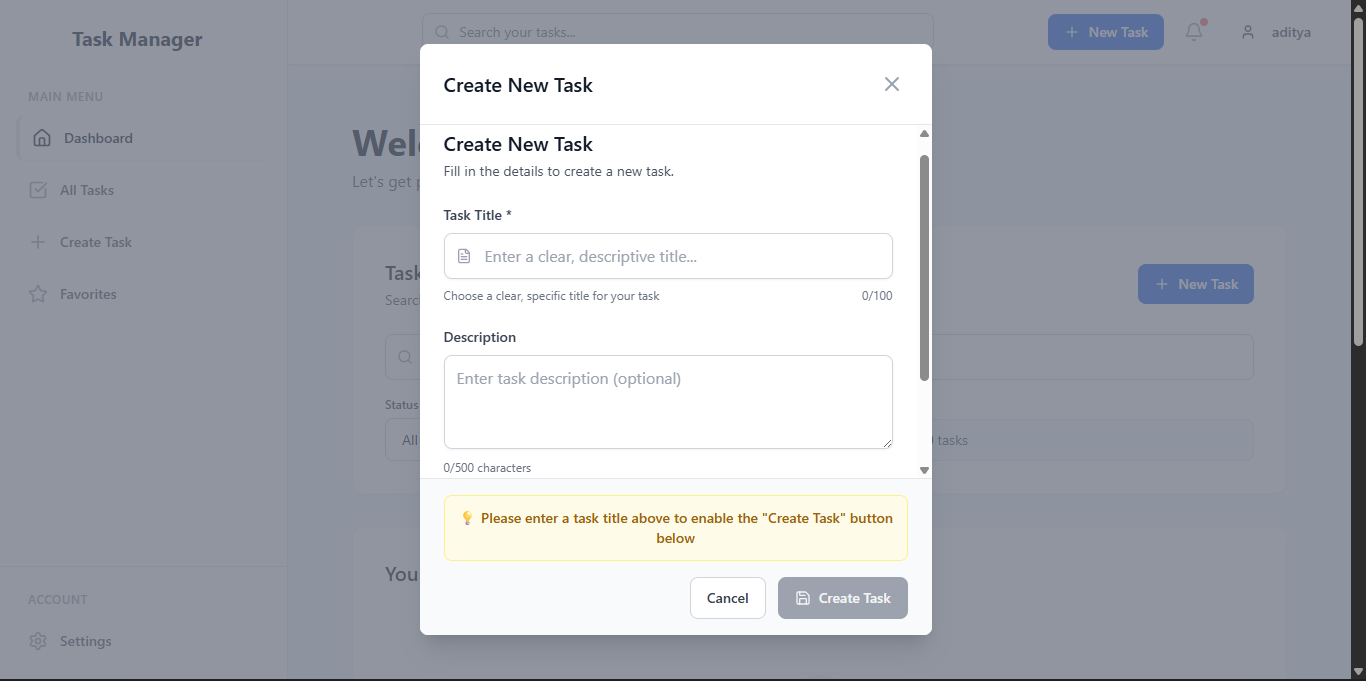 Task Manager
Search your tasks...
New Task
aditya
MAIN MENU
Dashboard
All Tasks
Create Task
Favorites
ACCOUNT
Settings
Wel
Let's get
Task
Searc
New Task
Status
All
tasks
You
Create New Task
Create New Task
Fill in the details to create a new task.
Task Title *
Enter a clear, descriptive title...
Choose a clear, specific title for your task
0/100
Description
Enter task description (optional)
0/500 characters
Please enter a task title above to enable the "Create Task" button
below
Cancel
Create Task